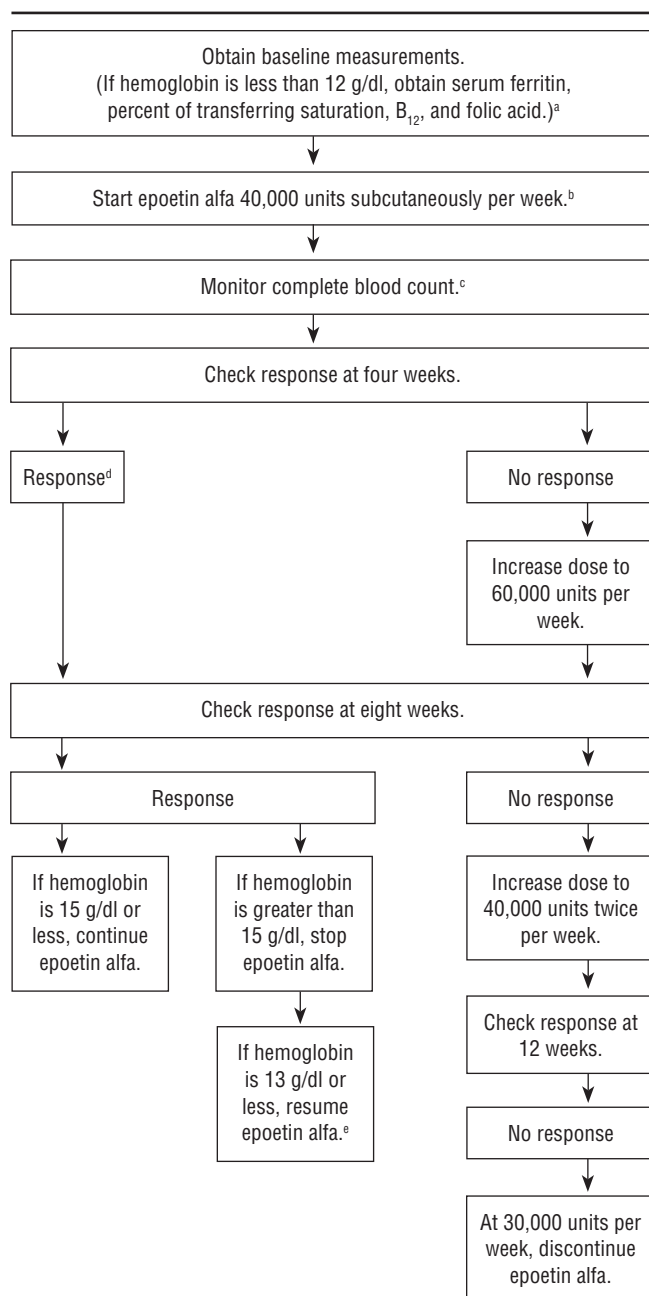 Obtain baseline measurements.
(If hemoglobin is less than 12 g/dl, obtain serum ferritin,
percent of transferring saturation, B12, and folic acid.)a
Start epoetin alfa 40,000 units subcutaneously per week.b
Monitor complete blood count.c
Check response at four weeks.
Responsed
No response
Increase dose to
60,000 units per
week.
Check response at eight weeks.
Response
No response
If hemoglobin
is 15 g/dl or
less, continue
epoetin alfa.
If hemoglobin
is greater than
15 g/dl, stop
epoetin alfa.
Increase dose to
40,000 units twice
per week.
If hemoglobin
is 13 g/dl or
less, resume
epoetin alfa.e
Check response at
12 weeks.
No response
At 30,000 units per
week, discontinue
epoetin alfa.